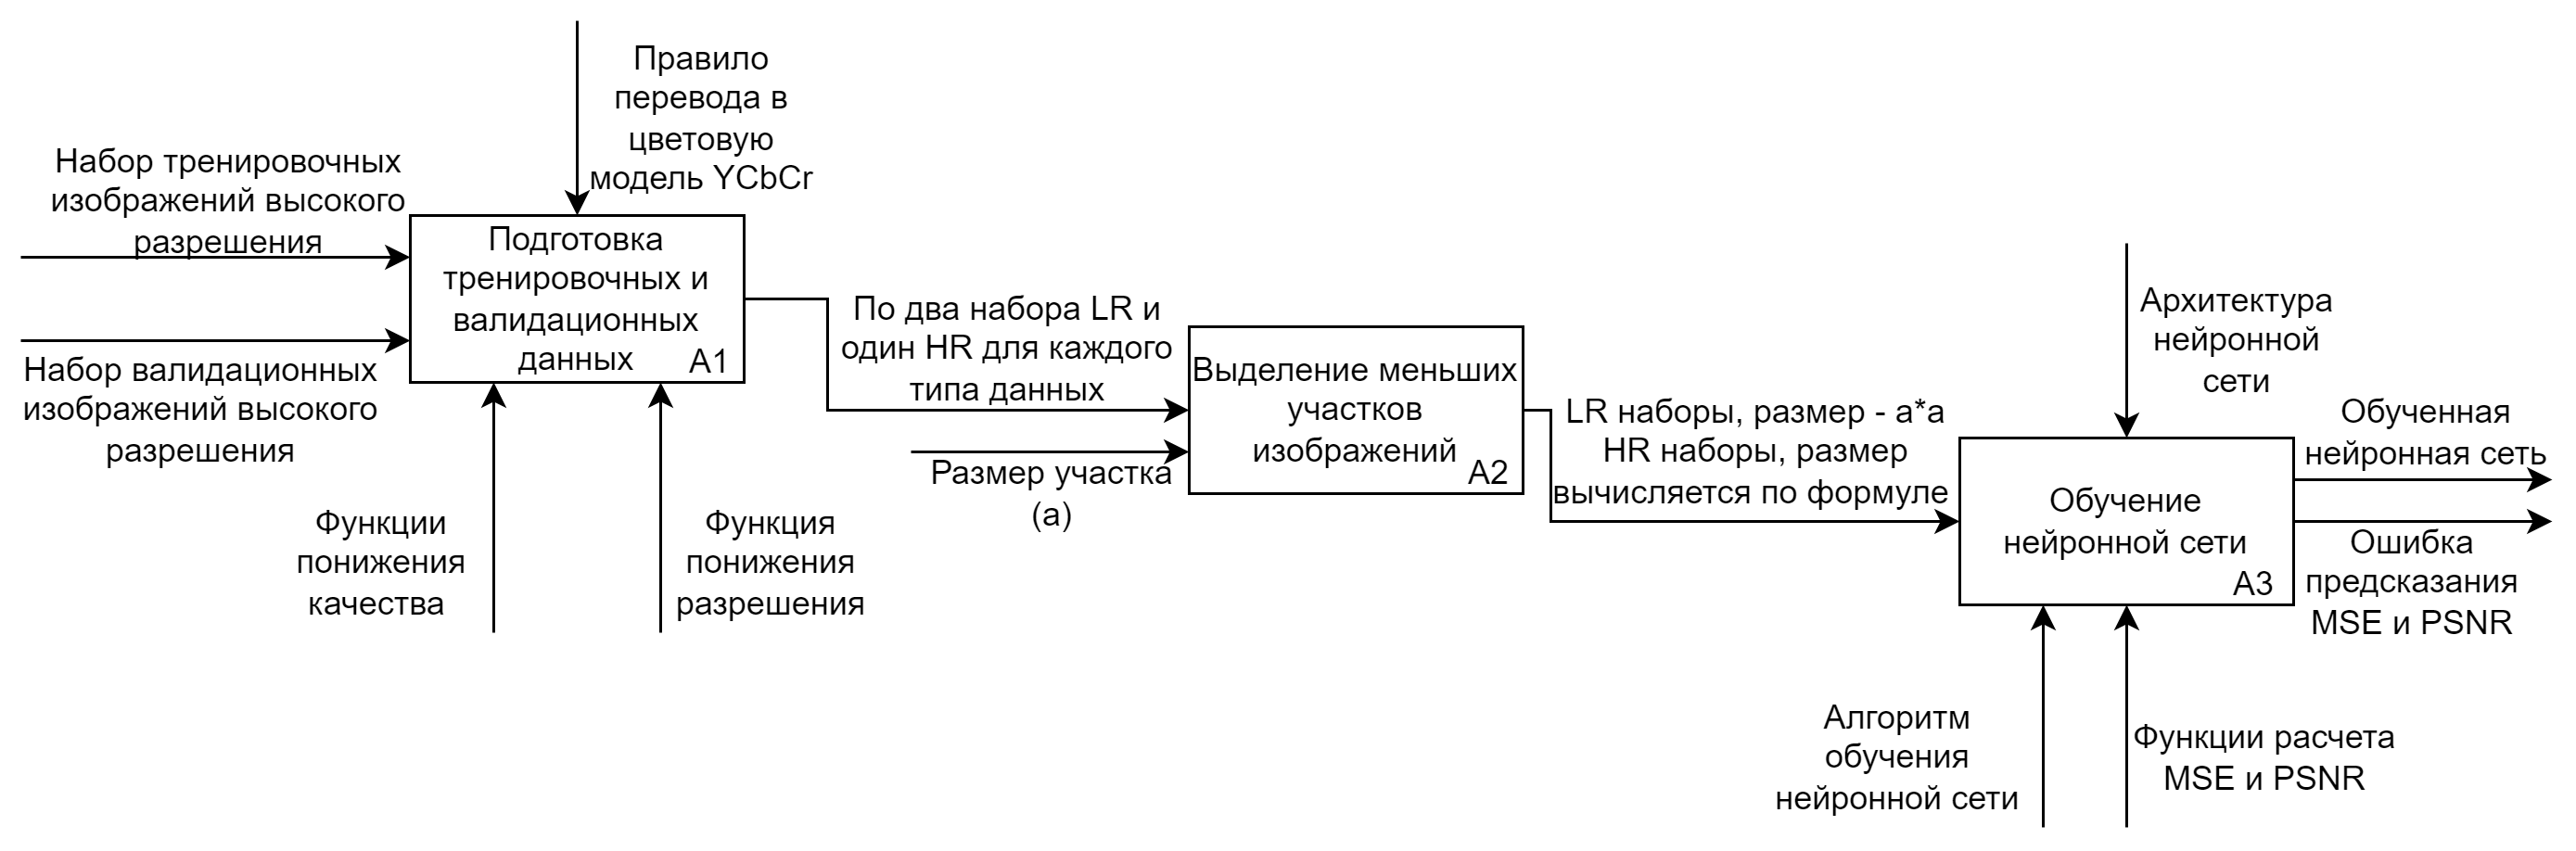 Правило
перевода в
цветовую
модель YCbCr
Набор тренировочных
изображений высокого
разрешения
Набор валидационных
изображений высокого
разрешения
Подготовка
тренировочных и
валидационных
данных
A1
Функции
понижения
качества
Функция
понижения
разрешения
По два набора LR и
один HR для каждого
типа данных
Размер участка
(a)
Выделение меньших
участков
изображений
A2
LR наборы, размер - a*a
HR наборы, размер
вычисляется по формуле
Архитектура
нейронной
сети
Обучение
нейронной сети
A3
Обученная
нейронная сеть
Ошибка
предсказания
MSE и PSNR
Алгоритм
обучения
нейронной сети
Функции расчета
MSE и PSNR